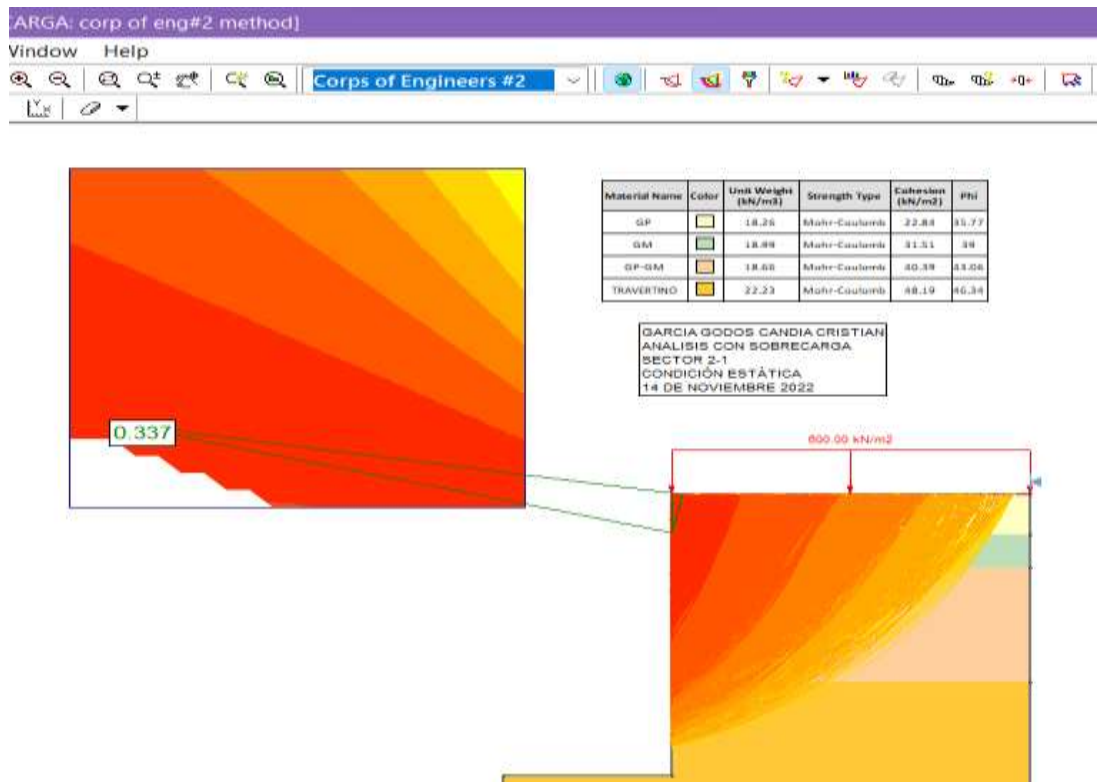 CARGA: corp of eng#2 method]
Window Help
Corps of Engineers #2
Material Name Color Unit Weight (kN/m3) Strength Type Cohesion (kN/m2) Phi
GP 18.26 Mohr-Coulomb 22.84 35.77
GM 18.99 Mohr-Coulomb 31.51 39
GP-GM 18.66 Mohr-Coulomb 40.39 43.06
TRAVERTINO 22.23 Mohr-Coulomb 48.19 46.34
GARCIA GODOS CANDIA CRISTIAN
ANALISIS CON SOBRECARGA
SECTOR 2-1
CONDICIÓN ESTÁTICA
14 DE NOVIEMBRE 2022
0.337
600.00 kN/m2